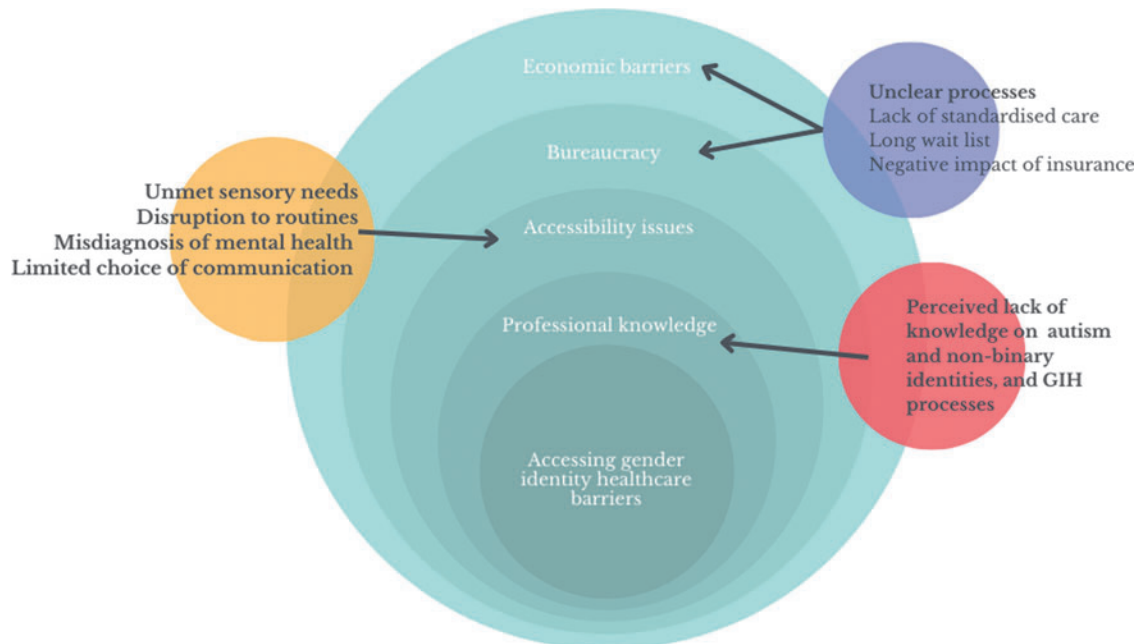 Economic barriers
Bureaucracy
Accessibility issues
Professional knowledge
Accessing gender
identity healthcare
barriers
Unmet sensory needs
Disruption to routines
Misdiagnosis of mental health
Limited choice of communication
Unclear processes
Lack of standardised care
Long wait list
Negative impact of insurance
Perceived lack of
knowledge on autism
and non-binary
identities, and GIH
processes